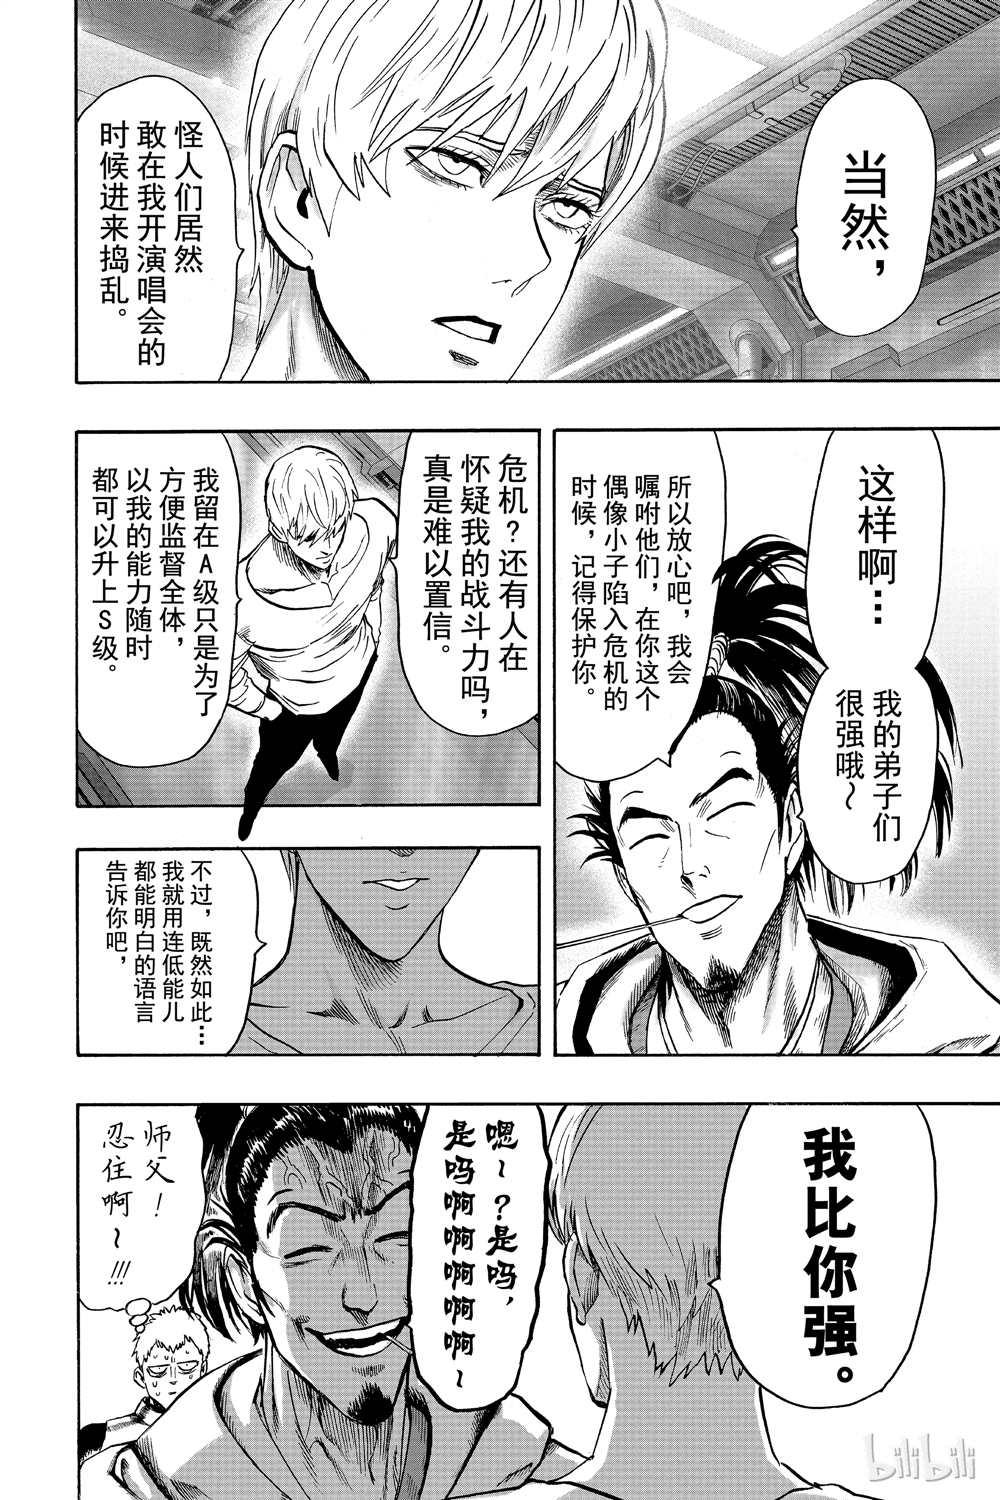 当然，
怪人们居然
敢在我开演唱会的
时候进来捣乱。
这样啊…
我的弟子们
很强哦～
所以放心吧，我会
嘱咐他们，在你这个
偶像小子陷入危机的
时候，记得保护你。
危机？还有人在
怀疑我的战斗力吗，
真是难以置信。
我留在A级只是为了
方便监督全体，
以我的能力随时
都可以升上S级。
不过，既然如此…
我就用连低能儿
都能明白的语言
告诉你吧，
我比你强。
嗯～？是吗，
是吗啊啊啊啊啊～
师父！
忍住啊～!!!
bilibili